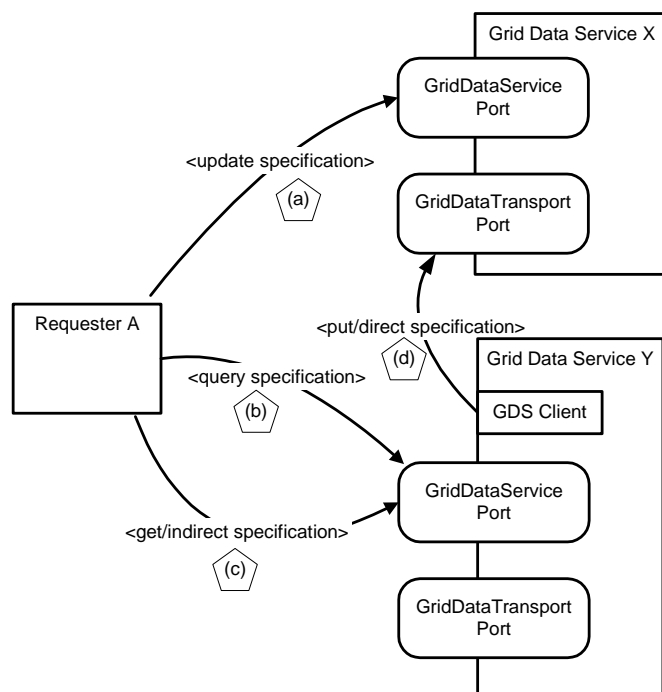 Grid Data Service X
GridDataService
Port
<update specification>
(a)
GridDataTransport
Port
Requester A
<put/direct specification>
(d)
Grid Data Service Y
<query specification>
(b)
GDS Client
GridDataService
Port
<get/indirect specification>
(c)
GridDataTransport
Port